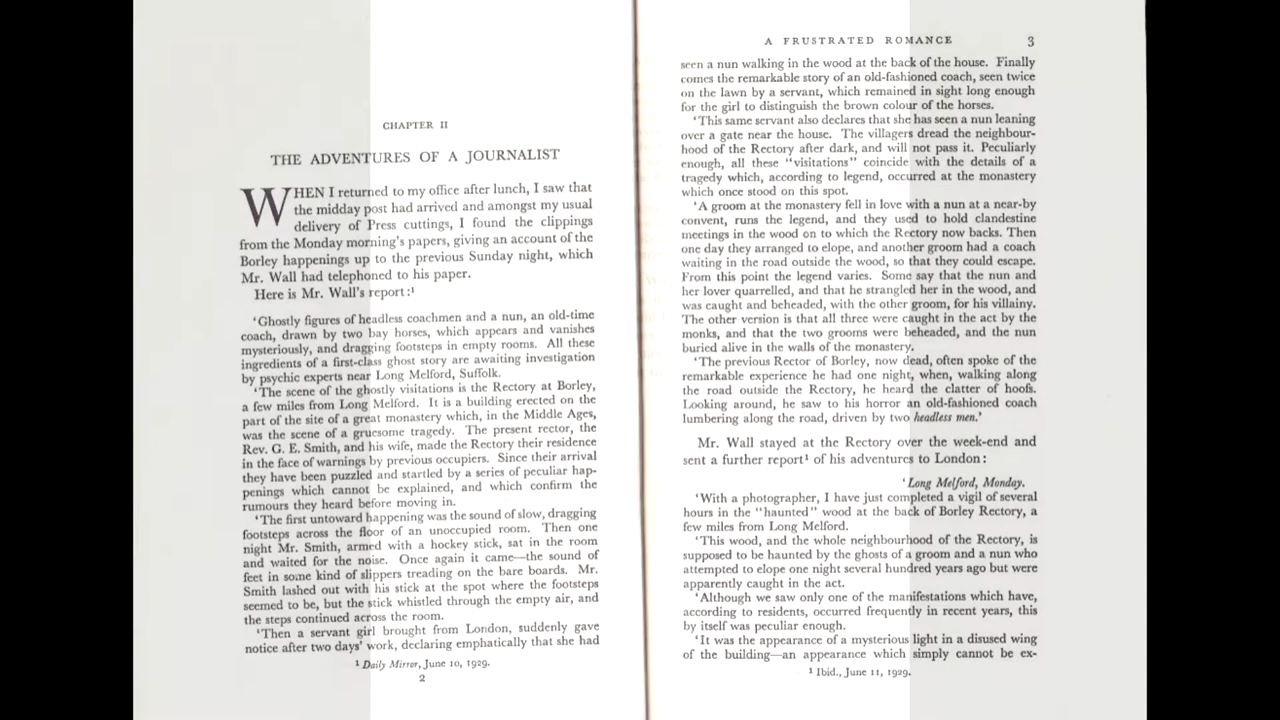 CHAPTER II
THE ADVENTURES OF A JOURNALIST
WHEN I returned to my office after lunch, I saw that
the midday post had arrived and amongst my usual
delivery of Press cuttings, I found the clippings
from the Monday morning's papers, giving an account of the
Borley happenings up to the previous Sunday night, which
Mr. Wall had telephoned to his paper.
Here is Mr. Wall's report:¹
'Ghostly figures of headless coachmen and a nun, an old-time
coach, drawn by two bay horses, which appears and vanishes
mysteriously, and dragging footsteps in empty rooms. All these
ingredients of a first-class ghost story are awaiting investigation
by psychic experts near Long Melford, Suffolk.
'The scene of the ghostly visitations is the Rectory at Borley,
a few miles from Long Melford. It is a building erected on the
part of the site of a great monastery which, in the Middle Ages,
was the scene of a gruesome tragedy. The present rector, the
Rev. G. E. Smith, and his wife, made the Rectory their residence
in the face of warnings by previous occupiers. Since their arrival
they have been puzzled and startled by a series of peculiar hap-
penings which cannot be explained, and which confirm the
rumours they heard before moving in.
'The first untoward happening was the sound of slow, dragging
footsteps across the floor of an unoccupied room. Then one
night Mr. Smith, armed with a hockey stick, sat in the room
and waited for the noise. Once again it came—the sound of
feet in some kind of slippers treading on the bare boards. Mr.
Smith lashed out with his stick at the spot where the footsteps
seemed to be, but the stick whistled through the empty air, and
the steps continued across the room.
'Then a servant girl brought from London, suddenly gave
notice after two days' work, declaring emphatically that she had
¹ Daily Mirror, June 10, 1929.
2
A FRUSTRATED ROMANCE 3
seen a nun walking in the wood at the back of the house. Finally
comes the remarkable story of an old-fashioned coach, seen twice
on the lawn by a servant, which remained in sight long enough
for the girl to distinguish the brown colour of the horses.
'This same servant also declares that she has seen a nun leaning
over a gate near the house. The villagers dread the neighbour-
hood of the Rectory after dark, and will not pass it. Peculiarly
enough, all these "visitations" coincide with the details of a
tragedy which, according to legend, occurred at the monastery
which once stood on this spot.
'A groom at the monastery fell in love with a nun at a near-by
convent, runs the legend, and they used to hold clandestine
meetings in the wood on to which the Rectory now backs. Then
one day they arranged to elope, and another groom had a coach
waiting in the road outside the wood, so that they could escape.
From this point the legend varies. Some say that the nun and
her lover quarrelled, and that he strangled her in the wood, and
was caught and beheaded, with the other groom, for his villainy.
The other version is that all three were caught in the act by the
monks, and that the two grooms were beheaded, and the nun
buried alive in the walls of the monastery.
'The previous Rector of Borley, now dead, often spoke of the
remarkable experience he had one night, when, walking along
the road outside the Rectory, he heard the clatter of hoofs.
Looking around, he saw to his horror an old-fashioned coach
lumbering along the road, driven by two headless men.'
Mr. Wall stayed at the Rectory over the week-end and
sent a further report¹ of his adventures to London:
'Long Melford, Monday.
'With a photographer, I have just completed a vigil of several
hours in the "haunted" wood at the back of Borley Rectory, a
few miles from Long Melford.
'This wood, and the whole neighbourhood of the Rectory, is
supposed to be haunted by the ghosts of a groom and a nun who
attempted to elope one night several hundred years ago but were
apparently caught in the act.
'Although we saw only one of the manifestations which have,
according to residents, occurred frequently in recent years, this
by itself was peculiar enough.
'It was the appearance of a mysterious light in a disused wing
of the building—an appearance which simply cannot be ex-
¹ Ibid., June 11, 1929.